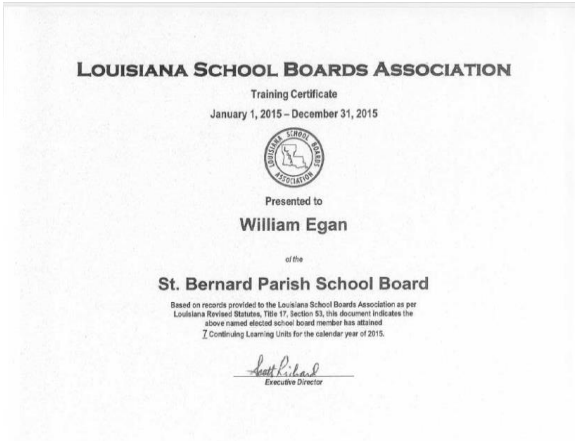 LOUISIANA SCHOOL BOARDS ASSOCIATION
Training Certificate
January 1, 2015 – December 31, 2015
LOUISIANA SCHOOL BOARDS
ASSOCIATION
Presented to
William Egan
of the
St. Bernard Parish School Board
Based on records provided to the Louisiana School Boards Association as per
Louisiana Revised Statutes, Title 17, Section 53, this document indicates the
above named elected school board member has attained
7 Continuing Learning Units for the calendar year of 2015.
Scott Richard
Executive Director